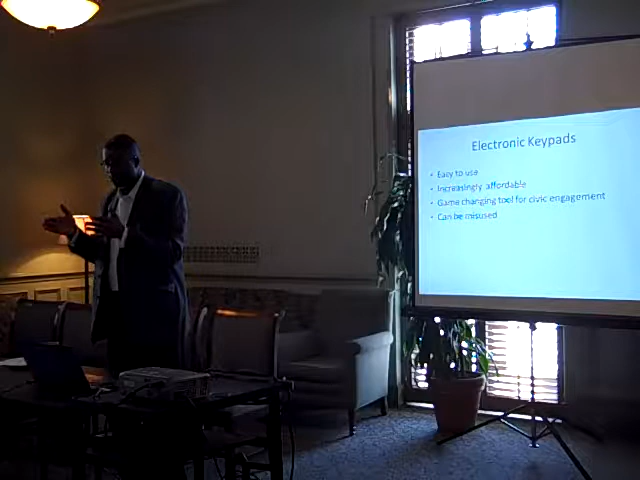 Electronic Keypads
• Easy to use
• Increasingly affordable
• Game changing tool for civic engagement
• Can be misused